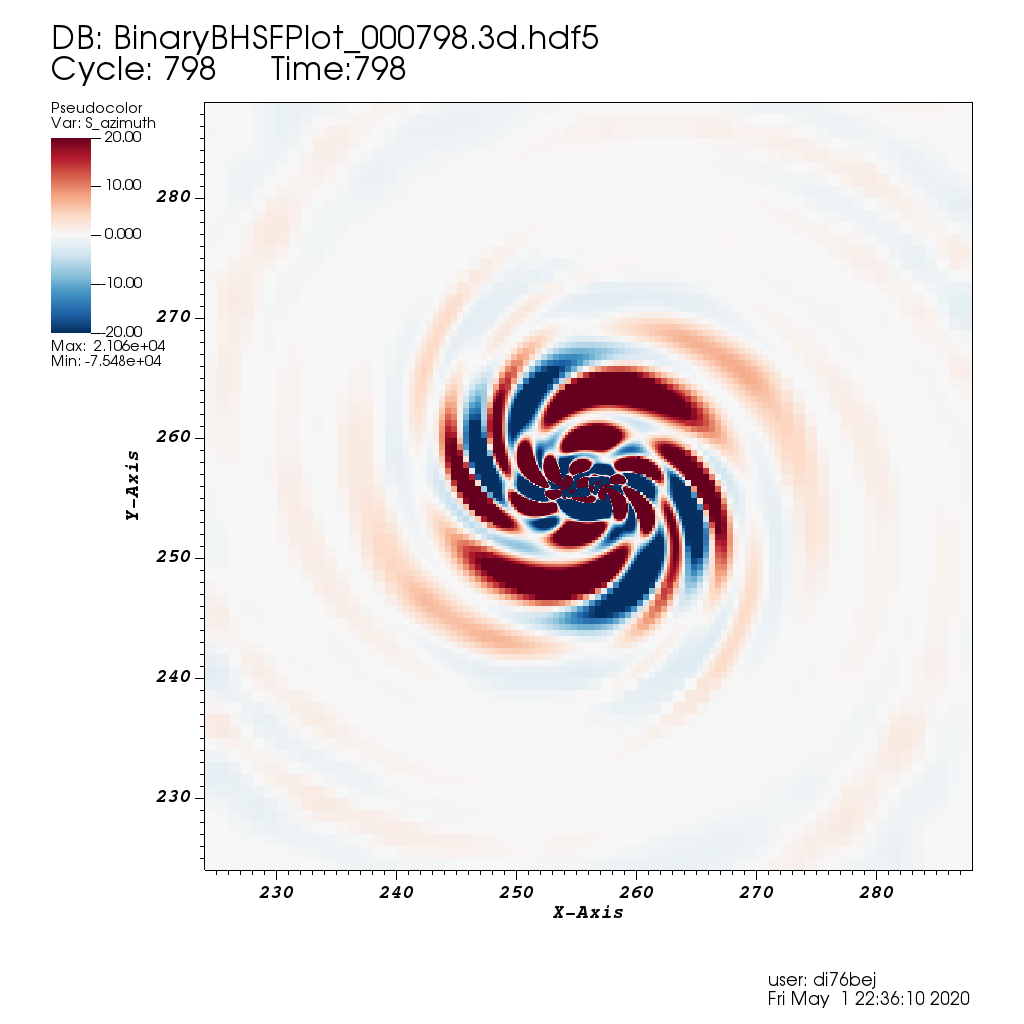 DB: BinaryBHSFPlot_000798.3d.hdf5
Cycle: 798 Time:798
Pseudocolor
Var: S_azimuth
20.00
10.00
0.000
-10.00
-20.00
Max: 2.106e+04
Min: -7.548e+04
280
270
260
250
240
230
Y-Axis
230 240 250 260 270 280
X-Axis
user: di76bej
Fri May 1 22:36:10 2020